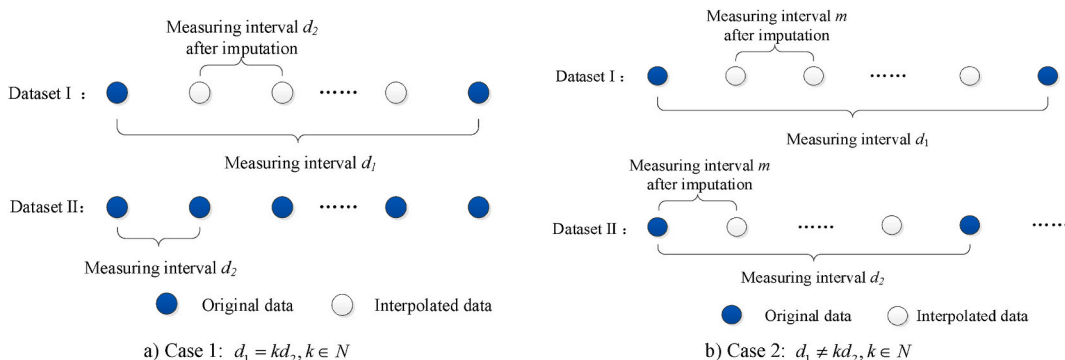 Measuring interval d₂
after imputation
Dataset I：
······
Measuring interval d₁
Dataset II：
······
Measuring interval d₂
Original data
Interpolated data
a) Case 1: d₁ = kd₂, k ∈ N
Measuring interval m
after imputation
Dataset I：
······
Measuring interval d₁
Measuring interval m
after imputation
Dataset II：
······
······
Measuring interval d₂
Original data
Interpolated data
b) Case 2: d₁ ≠ kd₂, k ∈ N